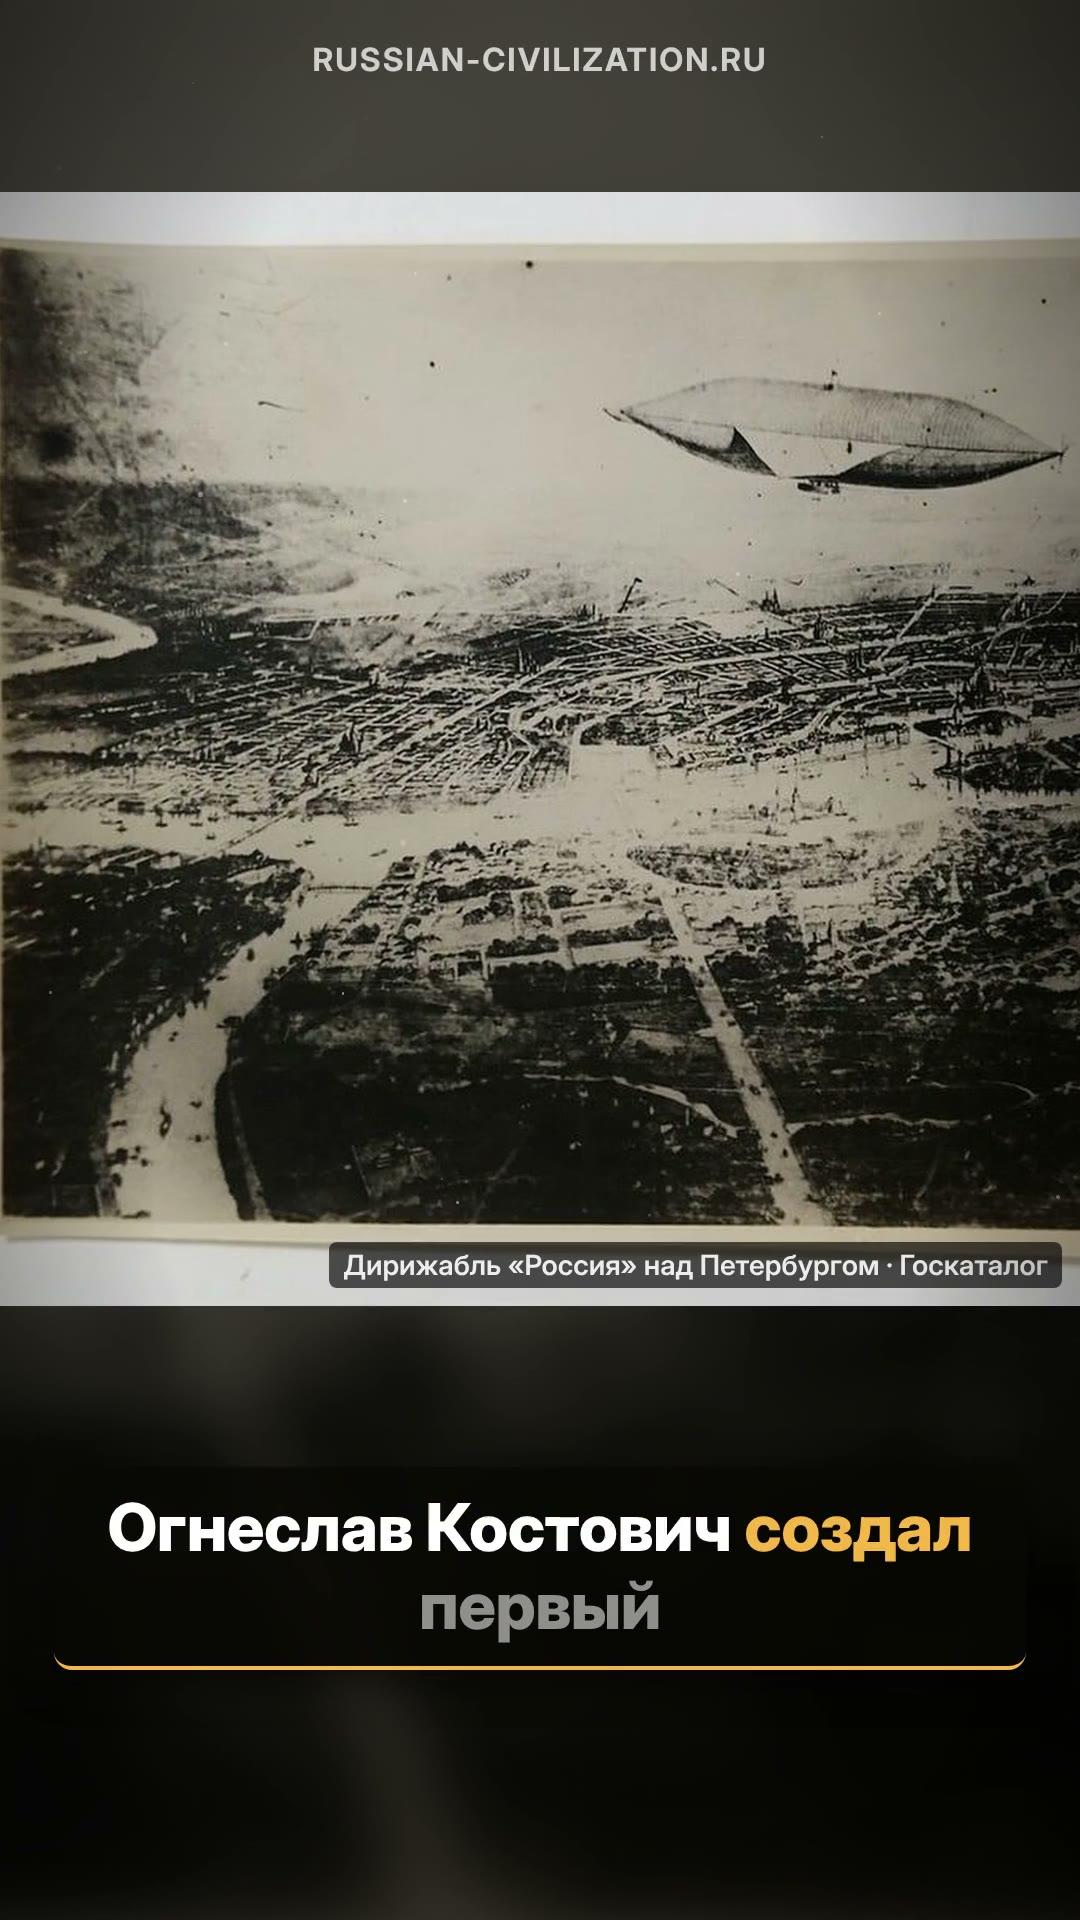 RUSSIAN-CIVILIZATION.RU
Дирижабль «Россия» над Петербургом · Госкаталог
Огнеслав Костович создал
первый